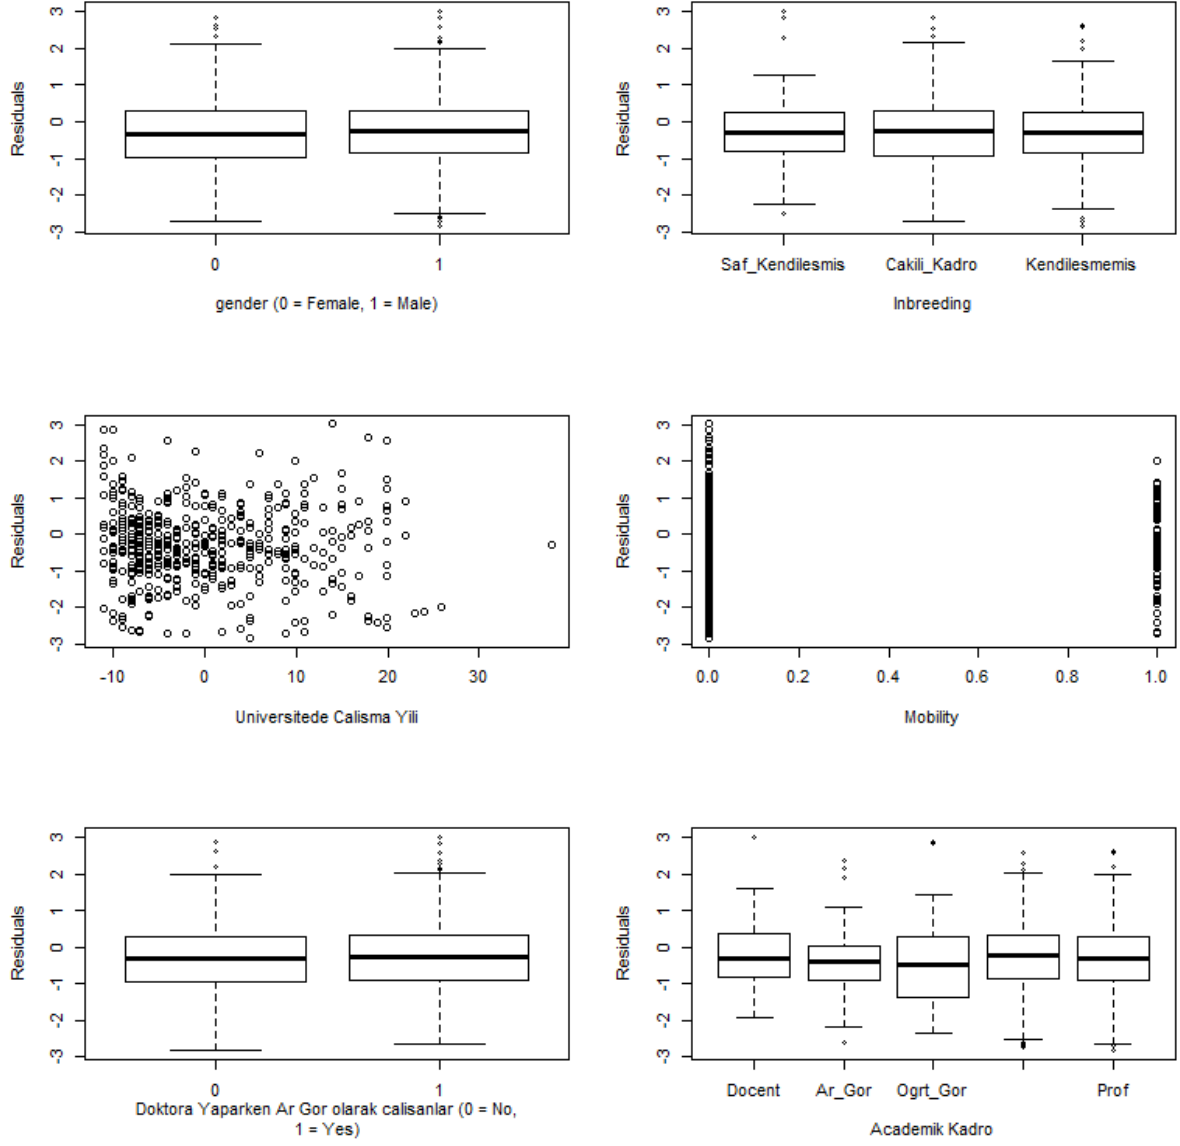 3
2
1
0
-1
-2
-3
Residuals
0 1
gender (0 = Female, 1 = Male)
3
2
1
0
-1
-2
-3
Residuals
Saf_Kendilesmis Cakili_Kadro Kendilesmemis
Inbreeding
3
2
1
0
-1
-2
-3
Residuals
-10 0 10 20 30
Universitede Calisma Yili
3
2
1
0
-1
-2
-3
Residuals
0.0 0.2 0.4 0.6 0.8 1.0
Mobility
3
2
1
0
-1
-2
-3
Residuals
0 1
Doktora Yaparken Ar Gor olarak calisanlar (0 = No,
1 = Yes)
3
2
1
0
-1
-2
-3
Residuals
Docent Ar_Gor Ogrt_Gor Prof
Academik Kadro